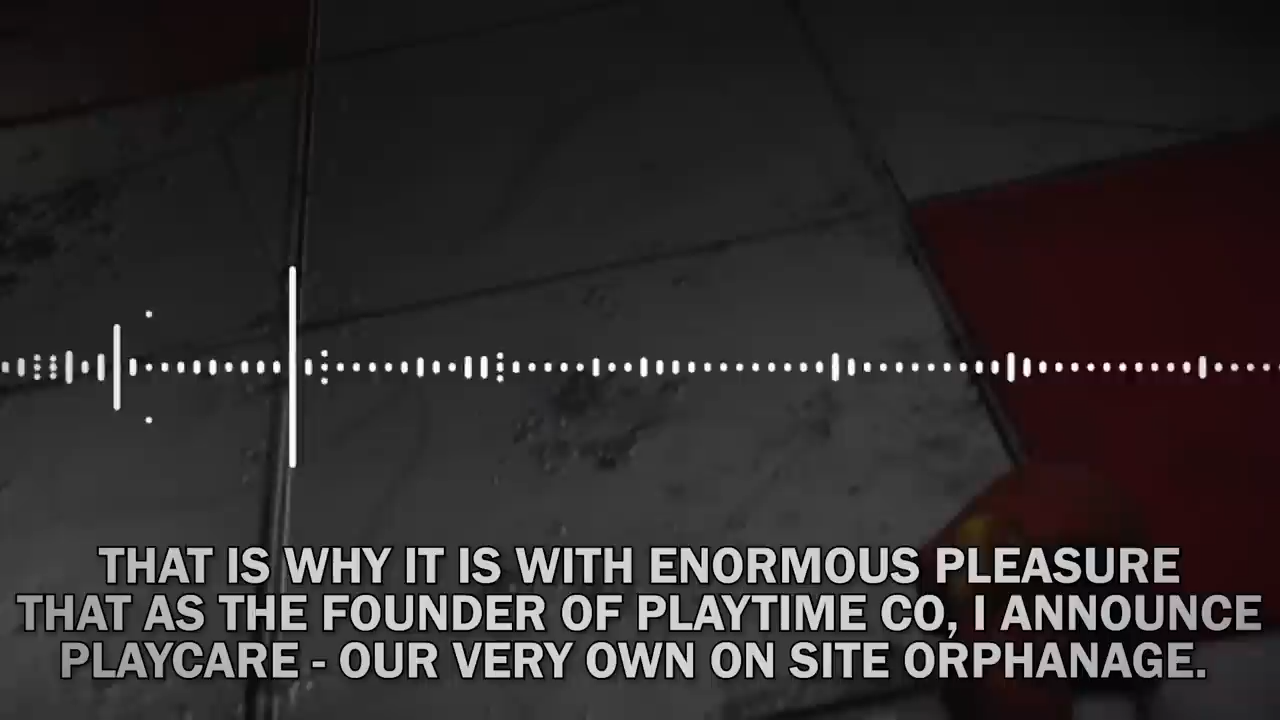 THAT IS WHY IT IS WITH ENORMOUS PLEASURE
THAT AS THE FOUNDER OF PLAYTIME CO, I ANNOUNCE
PLAYCARE - OUR VERY OWN ON SITE ORPHANAGE.